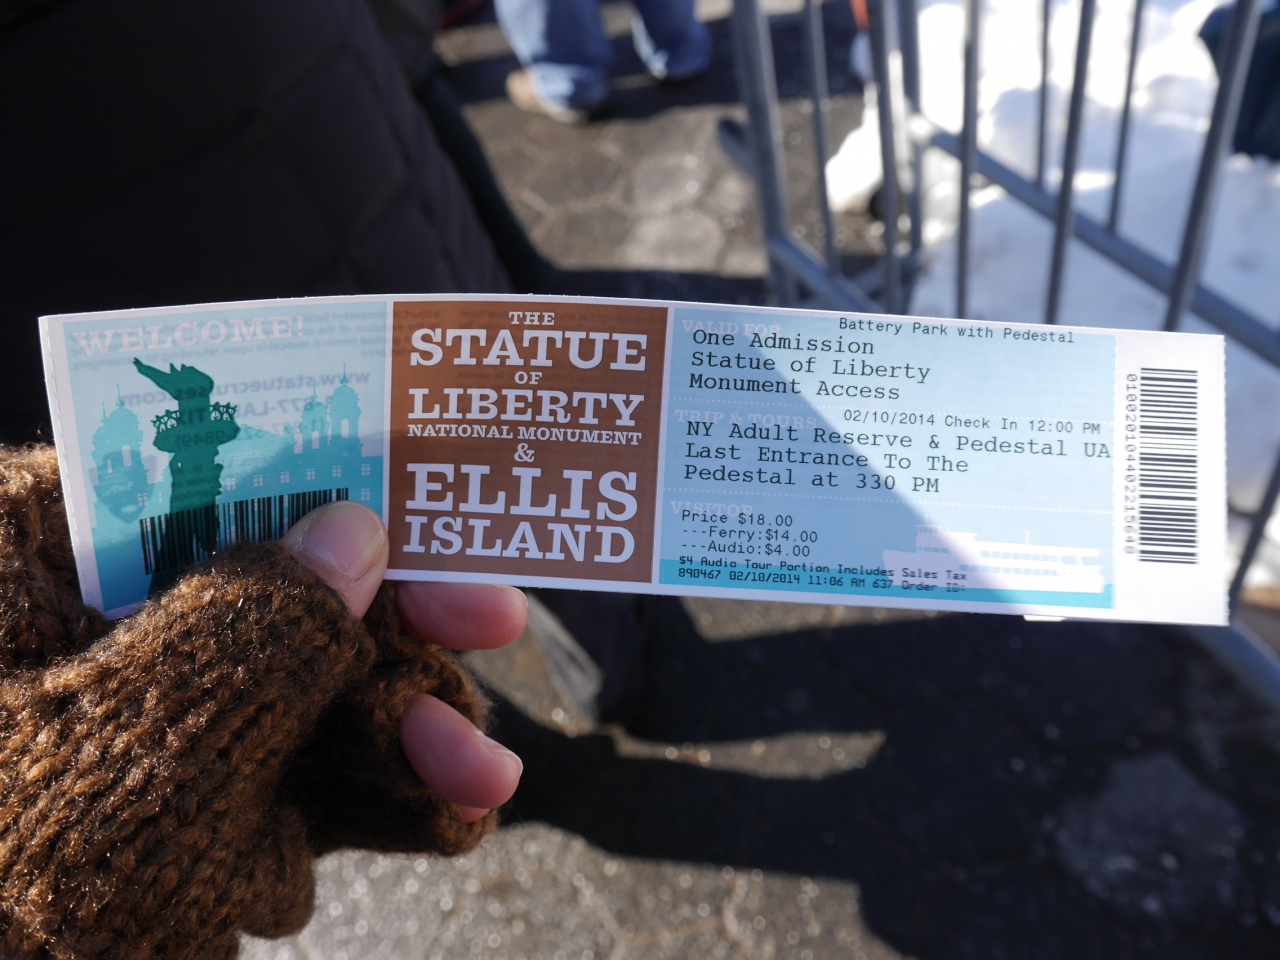 WELCOME!
THE
STATUE
OF
LIBERTY
NATIONAL MONUMENT
&
ELLIS
ISLAND
VALID FOR
Battery Park with Pedestal
One Admission
Statue of Liberty
Monument Access
TRIP & TOURS
02/10/2014 Check In 12:00 PM
NY Adult Reserve & Pedestal UA
Last Entrance To The
Pedestal at 330 PM
VISITOR
Price $18.00
---Ferry:$14.00
---Audio:$4.00
$4 Audio Tour Portion Includes Sales Tax
890467 02/10/2014 11:06 AM 637 Order ID: